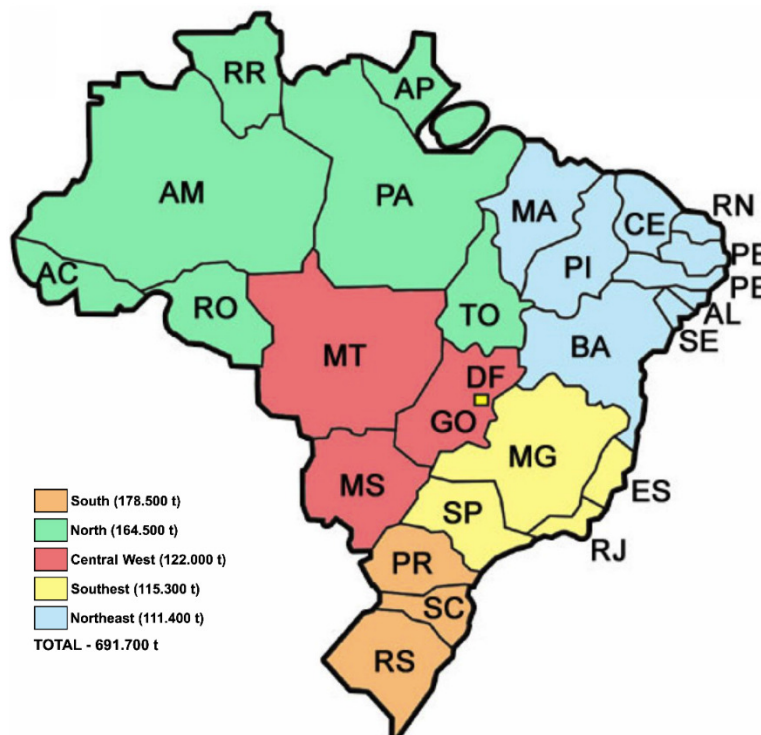 RR
AP
AM
PA
MA
CE
RN
PI
PE
AC
RO
TO
PE
AL
SE
BA
MT
DF
GO
MG
MS
ES
SP
RJ
PR
SC
RS
South (178.500 t)
North (164.500 t)
Central West (122.000 t)
Southest (115.300 t)
Northeast (111.400 t)
TOTAL - 691.700 t